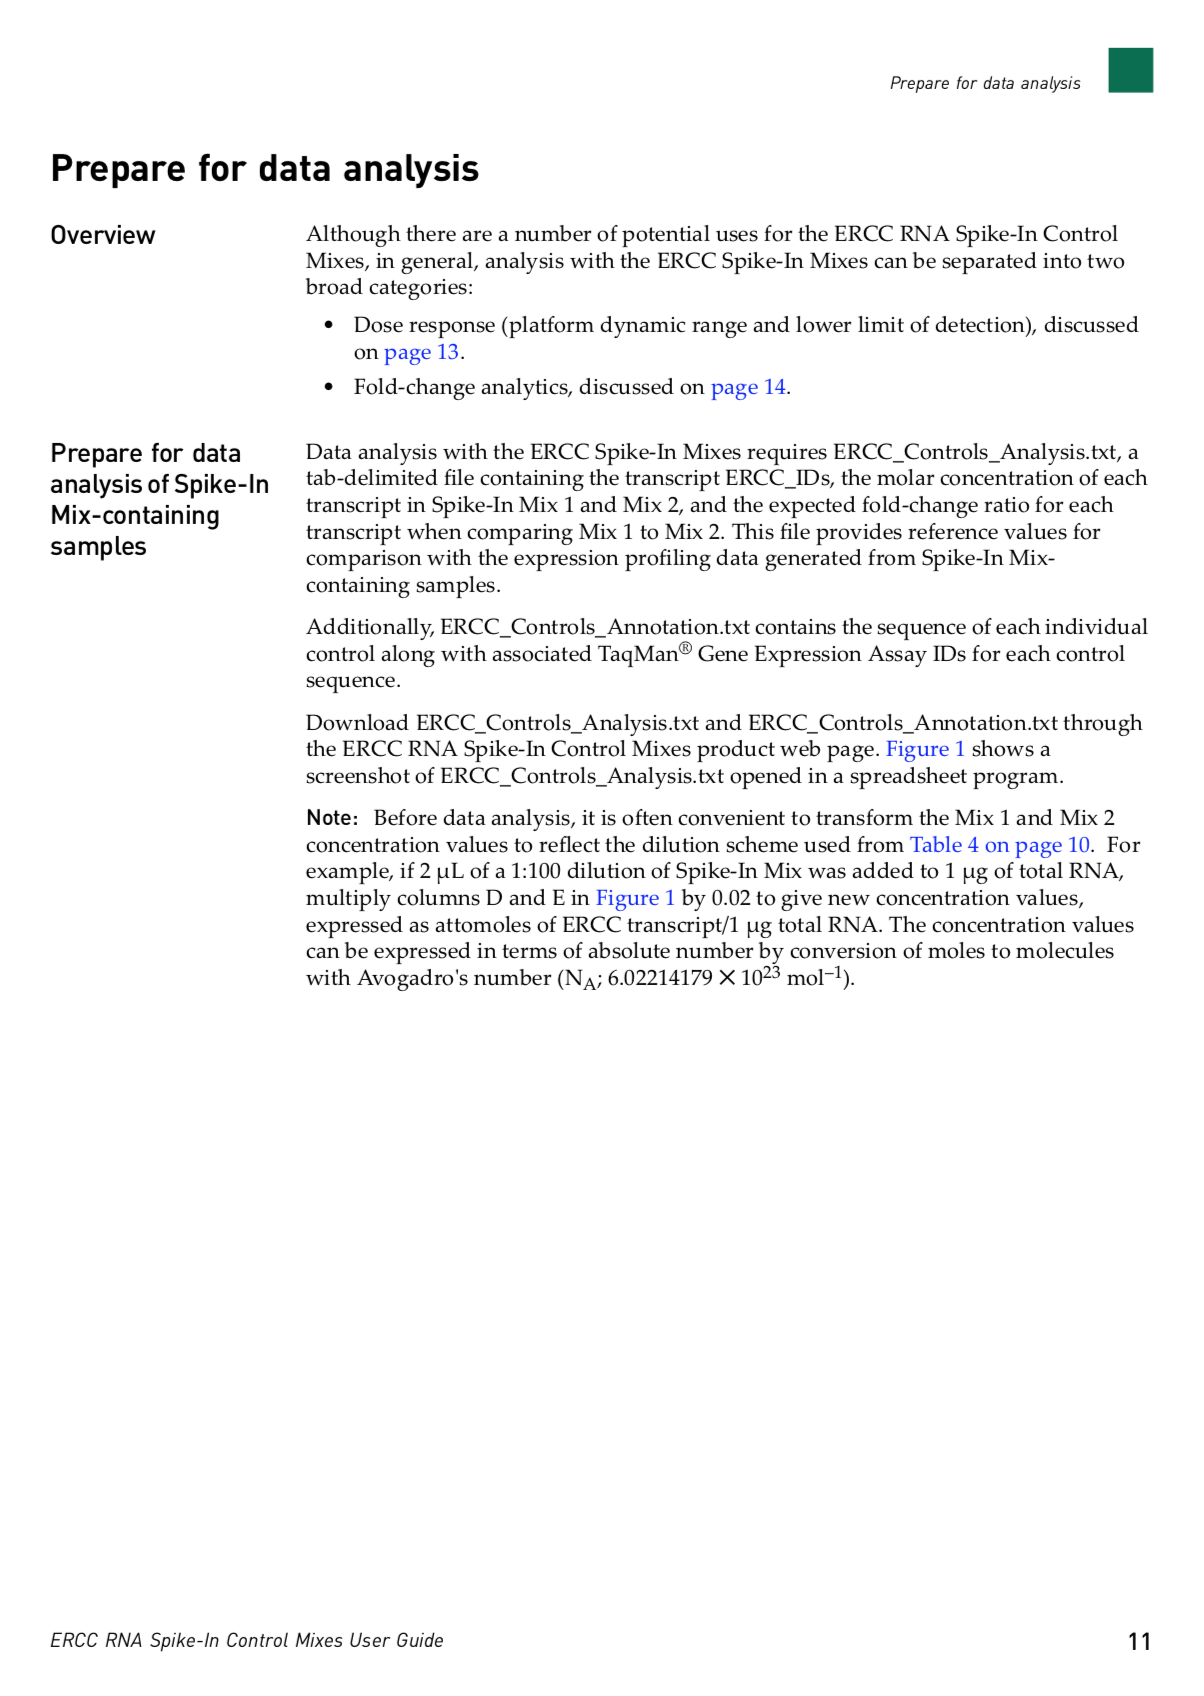 Prepare for data analysis
Prepare for data analysis
Overview
Although there are a number of potential uses for the ERCC RNA Spike-In Control
Mixes, in general, analysis with the ERCC Spike-In Mixes can be separated into two
broad categories:
• Dose response (platform dynamic range and lower limit of detection), discussed
on page 13.
• Fold-change analytics, discussed on page 14.
Prepare for data
analysis of Spike-In
Mix-containing
samples
Data analysis with the ERCC Spike-In Mixes requires ERCC_Controls_Analysis.txt, a
tab-delimited file containing the transcript ERCC_IDs, the molar concentration of each
transcript in Spike-In Mix 1 and Mix 2, and the expected fold-change ratio for each
transcript when comparing Mix 1 to Mix 2. This file provides reference values for
comparison with the expression profiling data generated from Spike-In Mix-
containing samples.
Additionally, ERCC_Controls_Annotation.txt contains the sequence of each individual
control along with associated TaqMan® Gene Expression Assay IDs for each control
sequence.
Download ERCC_Controls_Analysis.txt and ERCC_Controls_Annotation.txt through
the ERCC RNA Spike-In Control Mixes product web page. Figure 1 shows a
screenshot of ERCC_Controls_Analysis.txt opened in a spreadsheet program.
Note: Before data analysis, it is often convenient to transform the Mix 1 and Mix 2
concentration values to reflect the dilution scheme used from Table 4 on page 10. For
example, if 2 µL of a 1:100 dilution of Spike-In Mix was added to 1 µg of total RNA,
multiply columns D and E in Figure 1 by 0.02 to give new concentration values,
expressed as attomoles of ERCC transcript/1 µg total RNA. The concentration values
can be expressed in terms of absolute number by conversion of moles to molecules
with Avogadro's number (N<sub>A</sub>; 6.02214179 × 10<sup>23</sup> mol<sup>–1</sup>).
ERCC RNA Spike-In Control Mixes User Guide
11